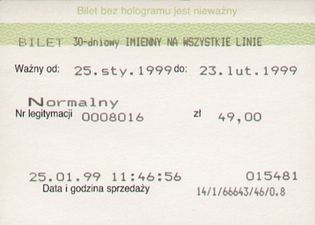 Bilet bez hologramu jest nieważny
BILET 30-dniowy IMIENNY NA WSZYSTKIE LINIE
Ważny od: 25.sty.1999 do: 23.lut.1999
Normalny
Nr legitymacji 0008016 zł 49,00
25.01.99 11:46:56 015481
Data i godzina sprzedaży 14/1/66643/46/0.8